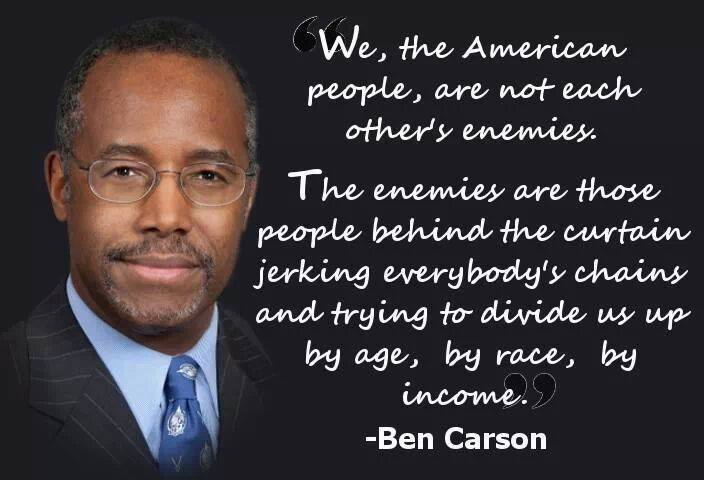 “We, the American
people, are not each
other's enemies.
The enemies are those
people behind the curtain
jerking everybody's chains
and trying to divide us up
by age, by race, by
income.”
-Ben Carson